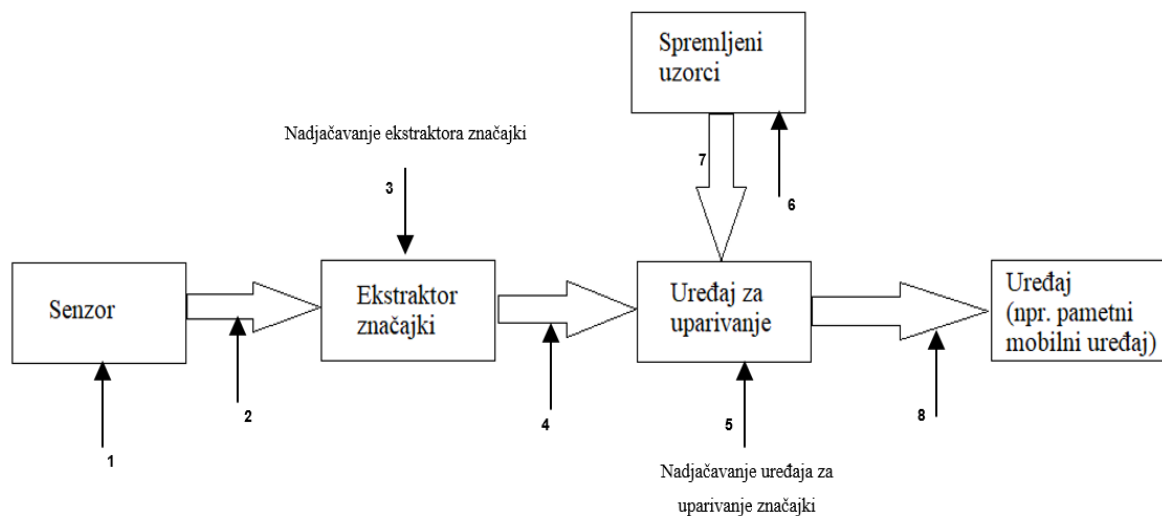 Spremljeni
uzorci
Nadjačavanje ekstraktora značajki
7
3
6
Senzor
Ekstraktor
značajki
Uređaj za
uparivanje
Uređaj
(npr. pametni
mobilni uređaj)
2
4
5
8
1
Nadjačavanje uređaja za
uparivanje značajki